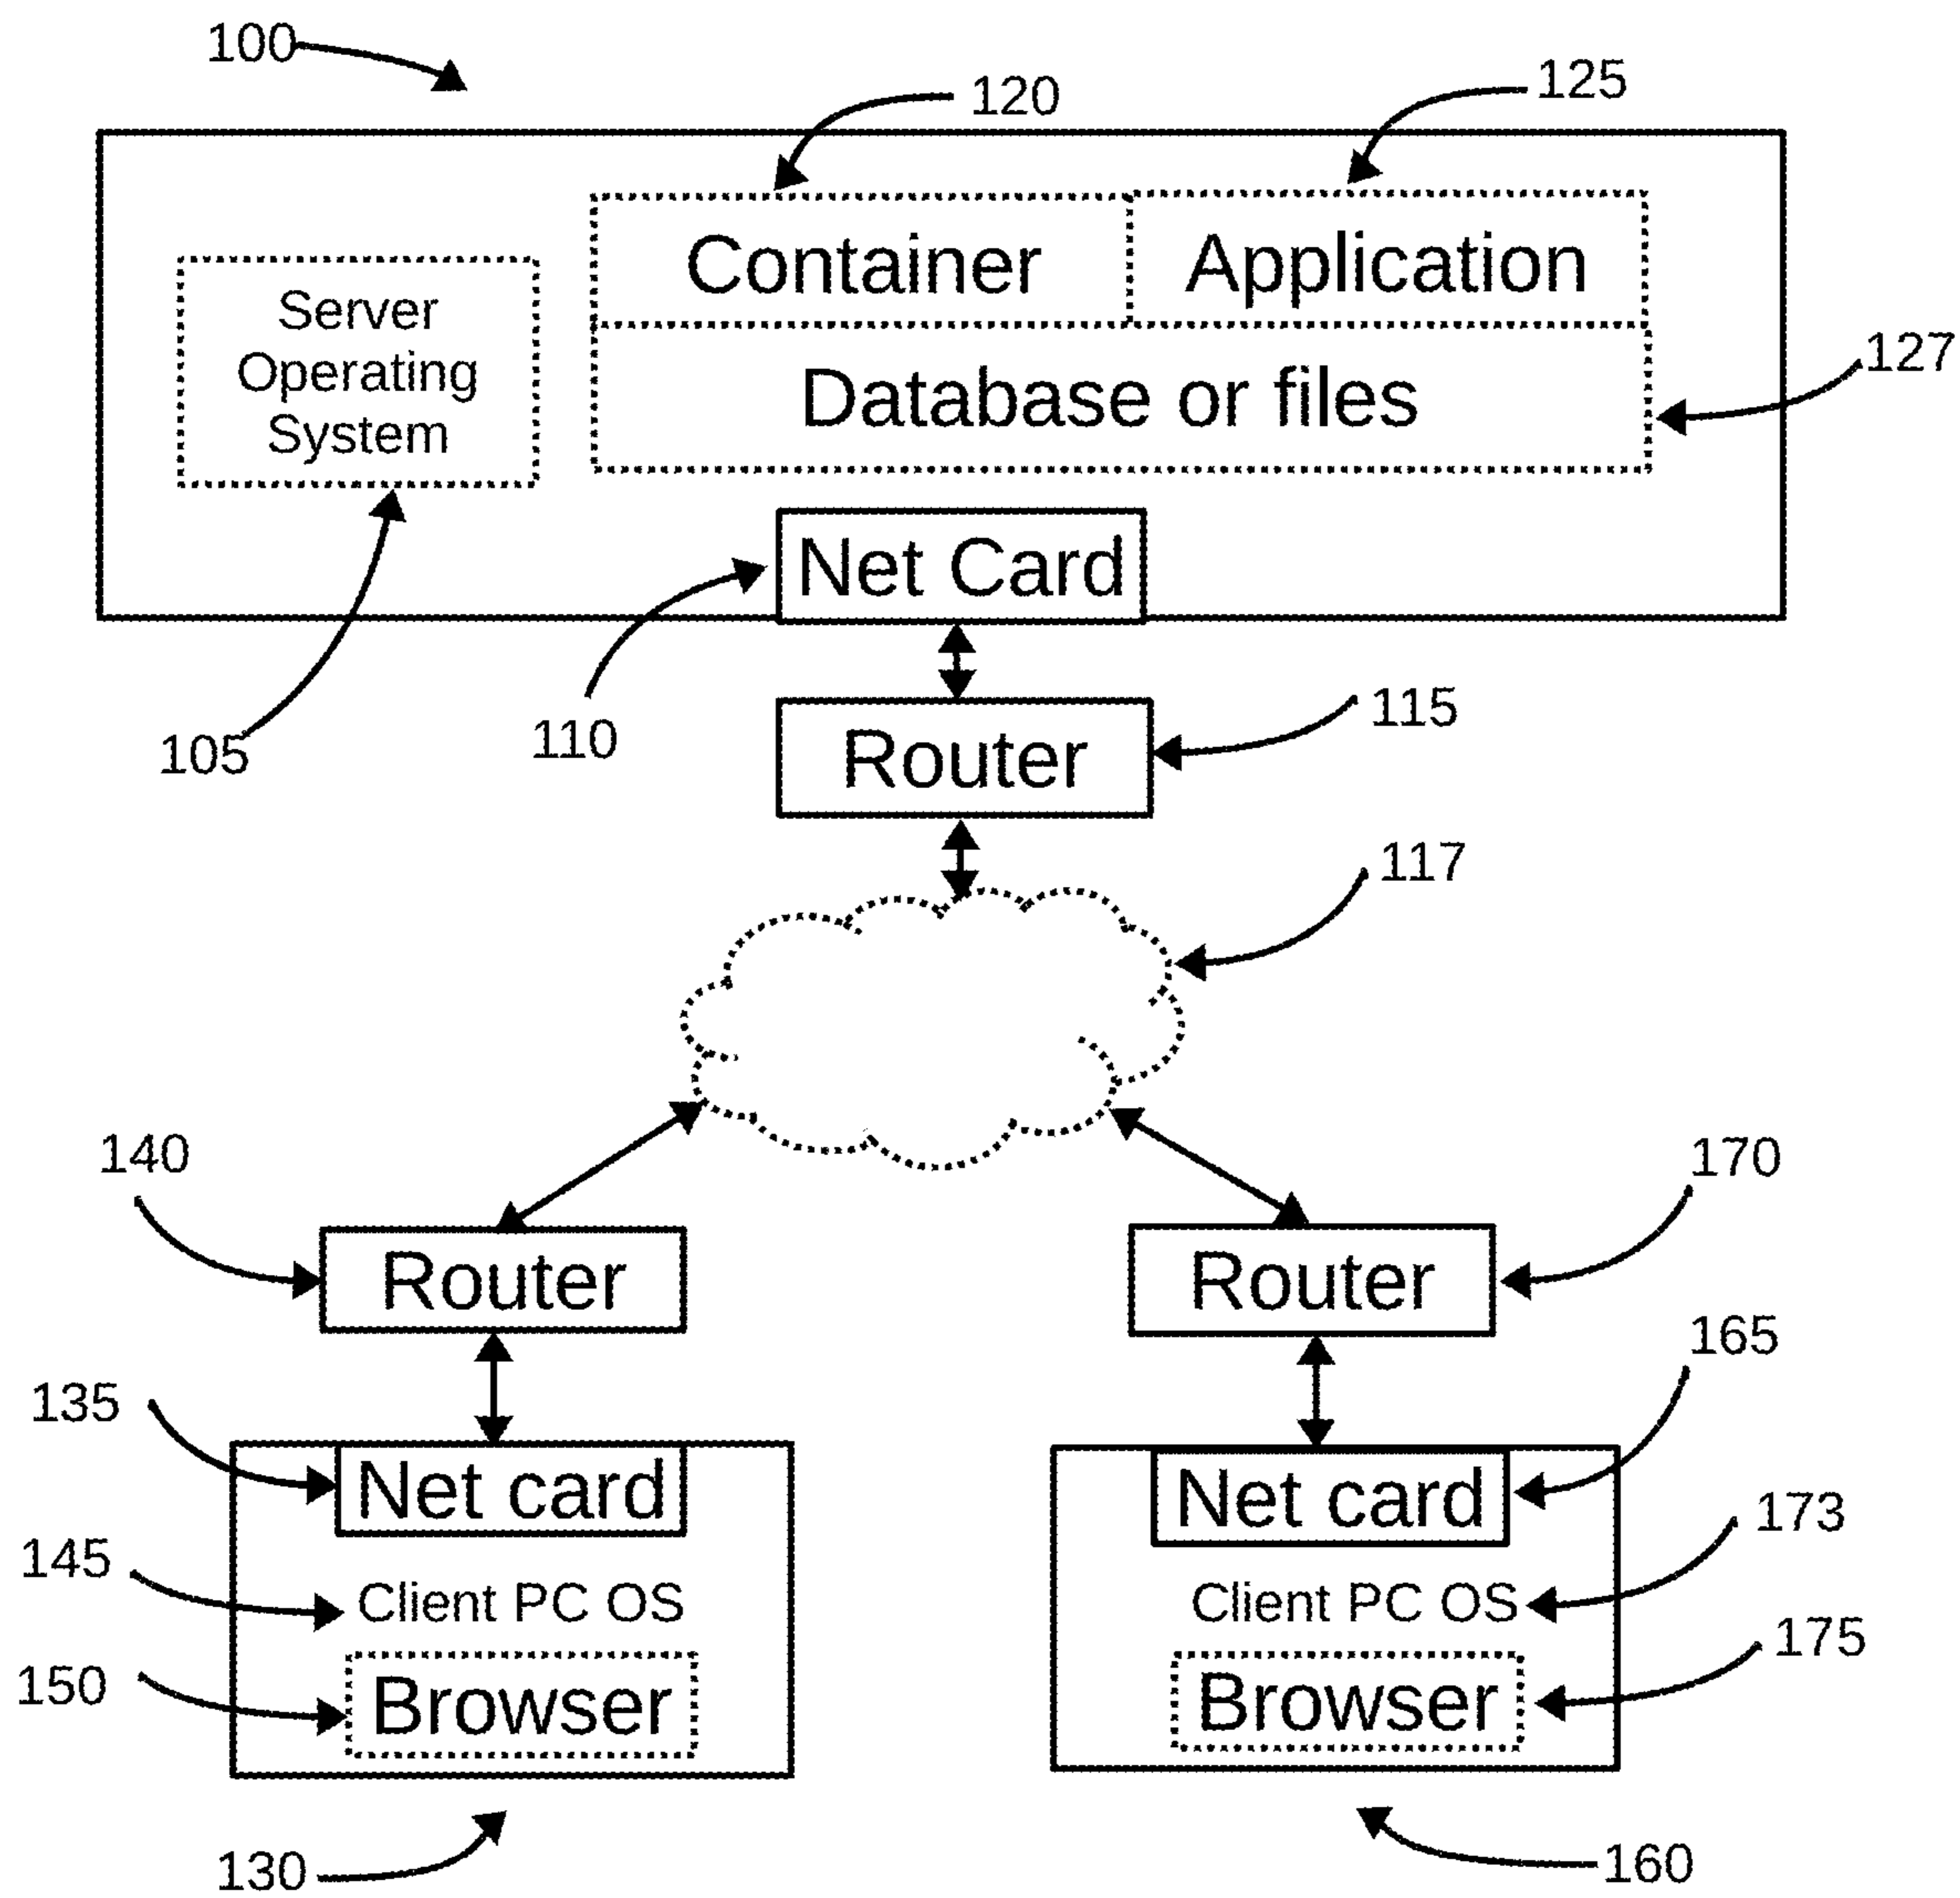 100
120
125
Container
Application
Server
Operating
System
127
Database or files
Net Card
110
105
115
Router
117
140
170
Router
Router
165
135
Net card
Net card
173
145
Client PC OS
Client PC OS
175
150
Browser
Browser
130
160